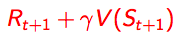 R_{t+1} + γV(S_{t+1})